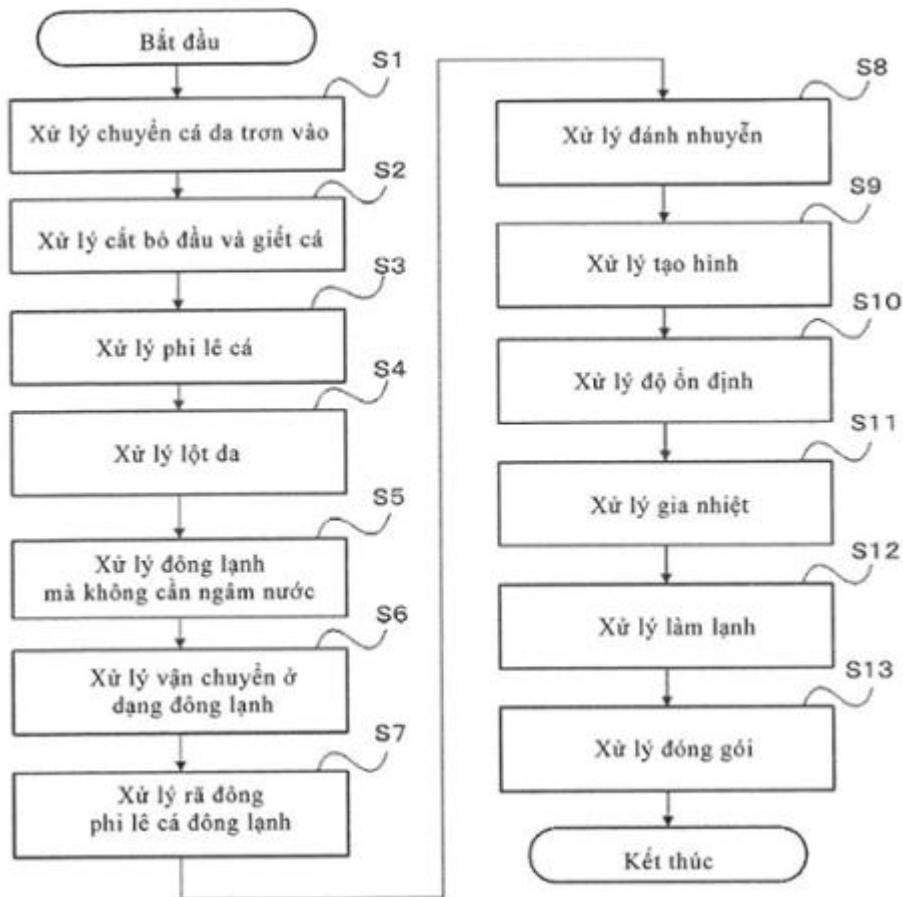 Bắt đầu
S1
Xử lý chuyển cá da trơn vào
S2
Xử lý cắt bỏ đầu và giết cá
S3
Xử lý phi lê cá
S4
Xử lý lột da
S5
Xử lý đông lạnh
mà không cần ngâm nước
S6
Xử lý vận chuyển ở
dạng đông lạnh
S7
Xử lý rã đông
phi lê cá đông lạnh
S8
Xử lý đánh nhuyễn
S9
Xử lý tạo hình
S10
Xử lý độ ổn định
S11
Xử lý gia nhiệt
S12
Xử lý làm lạnh
S13
Xử lý đóng gói
Kết thúc